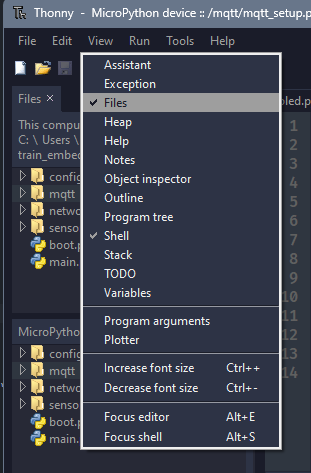 Thonny - MicroPython device :: /mqtt/mqtt_setup.p
File Edit View Run Tools Help
Files ×
This compu
C: \ Users \
train_embed
config
mqtt
netwo
senso
boot.p
main.
MicroPython
config
mqtt
netwo
senso
boot.p
main.
Assistant
Exception
Files
Heap
Help
Notes
Object inspector
Outline
Program tree
Shell
Stack
TODO
Variables
Program arguments
Plotter
Increase font size Ctrl++
Decrease font size Ctrl+-
Focus editor Alt+E
Focus shell Alt+S
oled.p
1
2
3
4
5
6
7
8
9
10
11
12
13
14